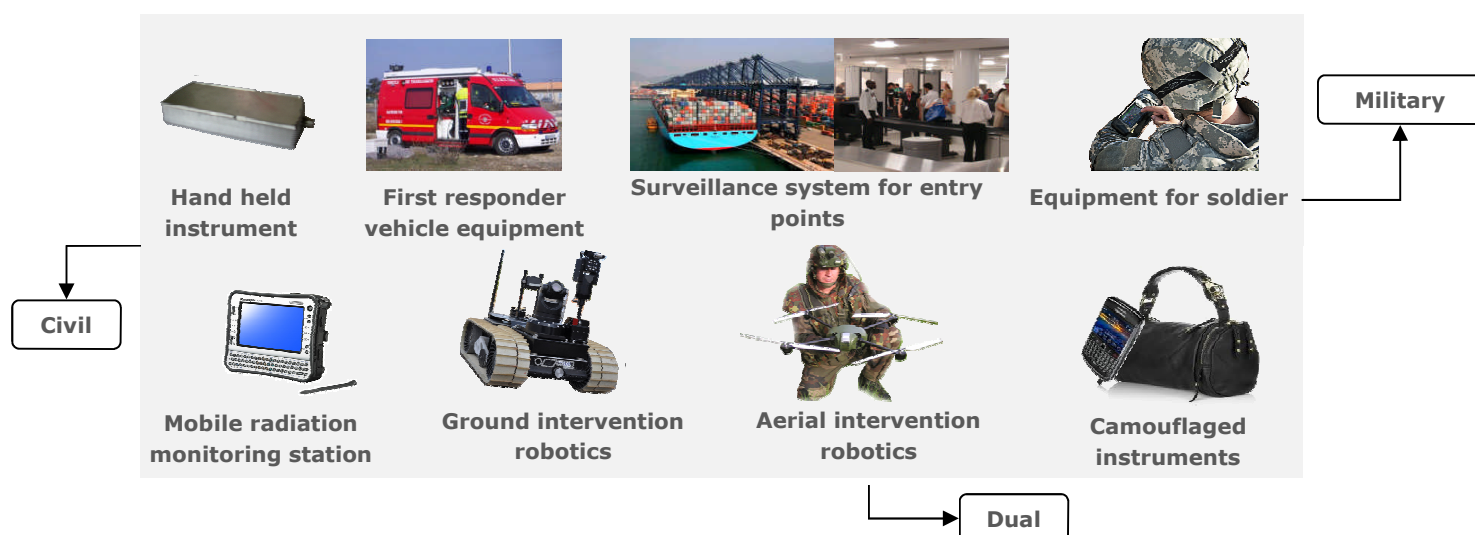 Hand held
instrument
First responder
vehicle equipment
Surveillance system for entry
points
Equipment for soldier
Military
Civil
Mobile radiation
monitoring station
Ground intervention
robotics
Aerial intervention
robotics
Camouflaged
instruments
Dual